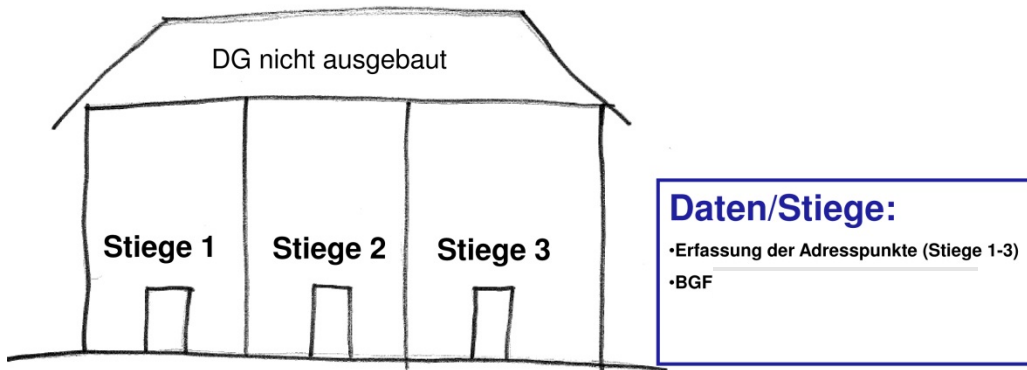 DG nicht ausgebaut
Stiege 1
Stiege 2
Stiege 3
Daten/Stiege:
•Erfassung der Adresspunkte (Stiege 1-3)
•BGF